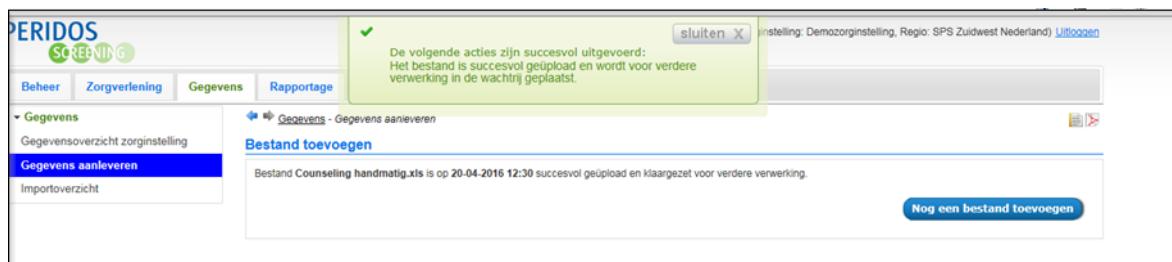 PERIDOS
SCREENING
sluiten X
De volgende acties zijn succesvol uitgevoerd:
Het bestand is succesvol geüpload en wordt voor verdere
verwerking in de wachtrij geplaatst.
instelling: Demozorginstelling, Regio: SPS Zuidwest Nederland) Uitloggen
Beheer Zorgverlening Gegevens Rapportage
Gegevens
Gegevens - Gegevens aanleveren
Gegevensoverzicht zorginstelling
Bestand toevoegen
Gegevens aanleveren
Bestand Counseling handmatig.xls is op 20-04-2016 12:30 succesvol geüpload en klaargezet voor verdere verwerking.
Importoverzicht
Nog een bestand toevoegen